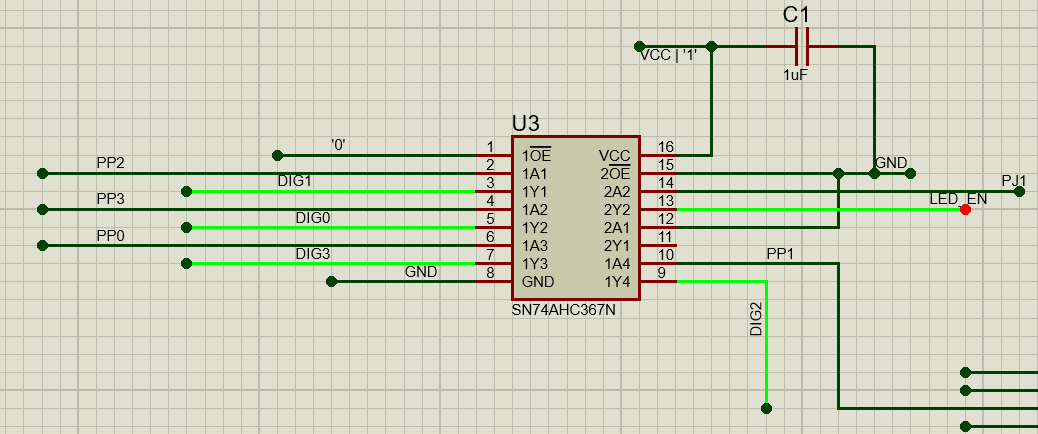 C1
VCC | '1'
1uF
U3
'0' 1 1OE VCC 16
PP2 2 1A1 2OE 15 GND
DIG1 3 1Y1 2A2 14 PJ1
PP3 4 1A2 2Y2 13 LED_EN
DIG0 5 1Y2 2A1 12
PP0 6 1A3 2Y1 11
DIG3 7 1Y3 1A4 10 PP1
GND 8 GND 1Y4 9
SN74AHC367N
DIG2